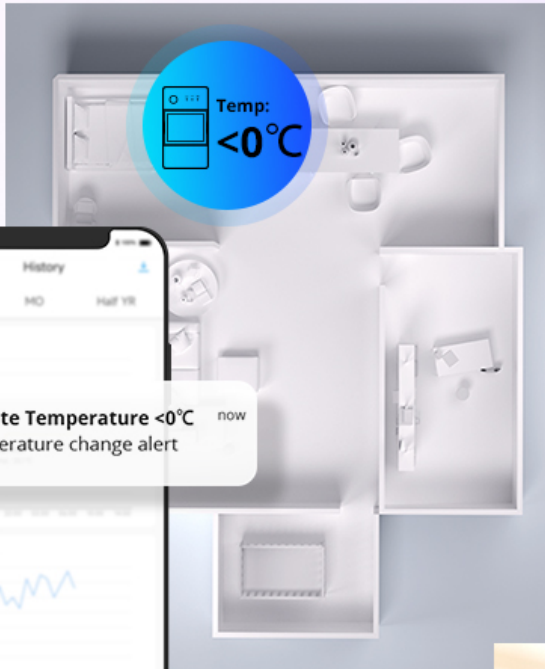 Temp:
<0°C
History
MO
Half YR
te Temperature <0°C
now
erature change alert